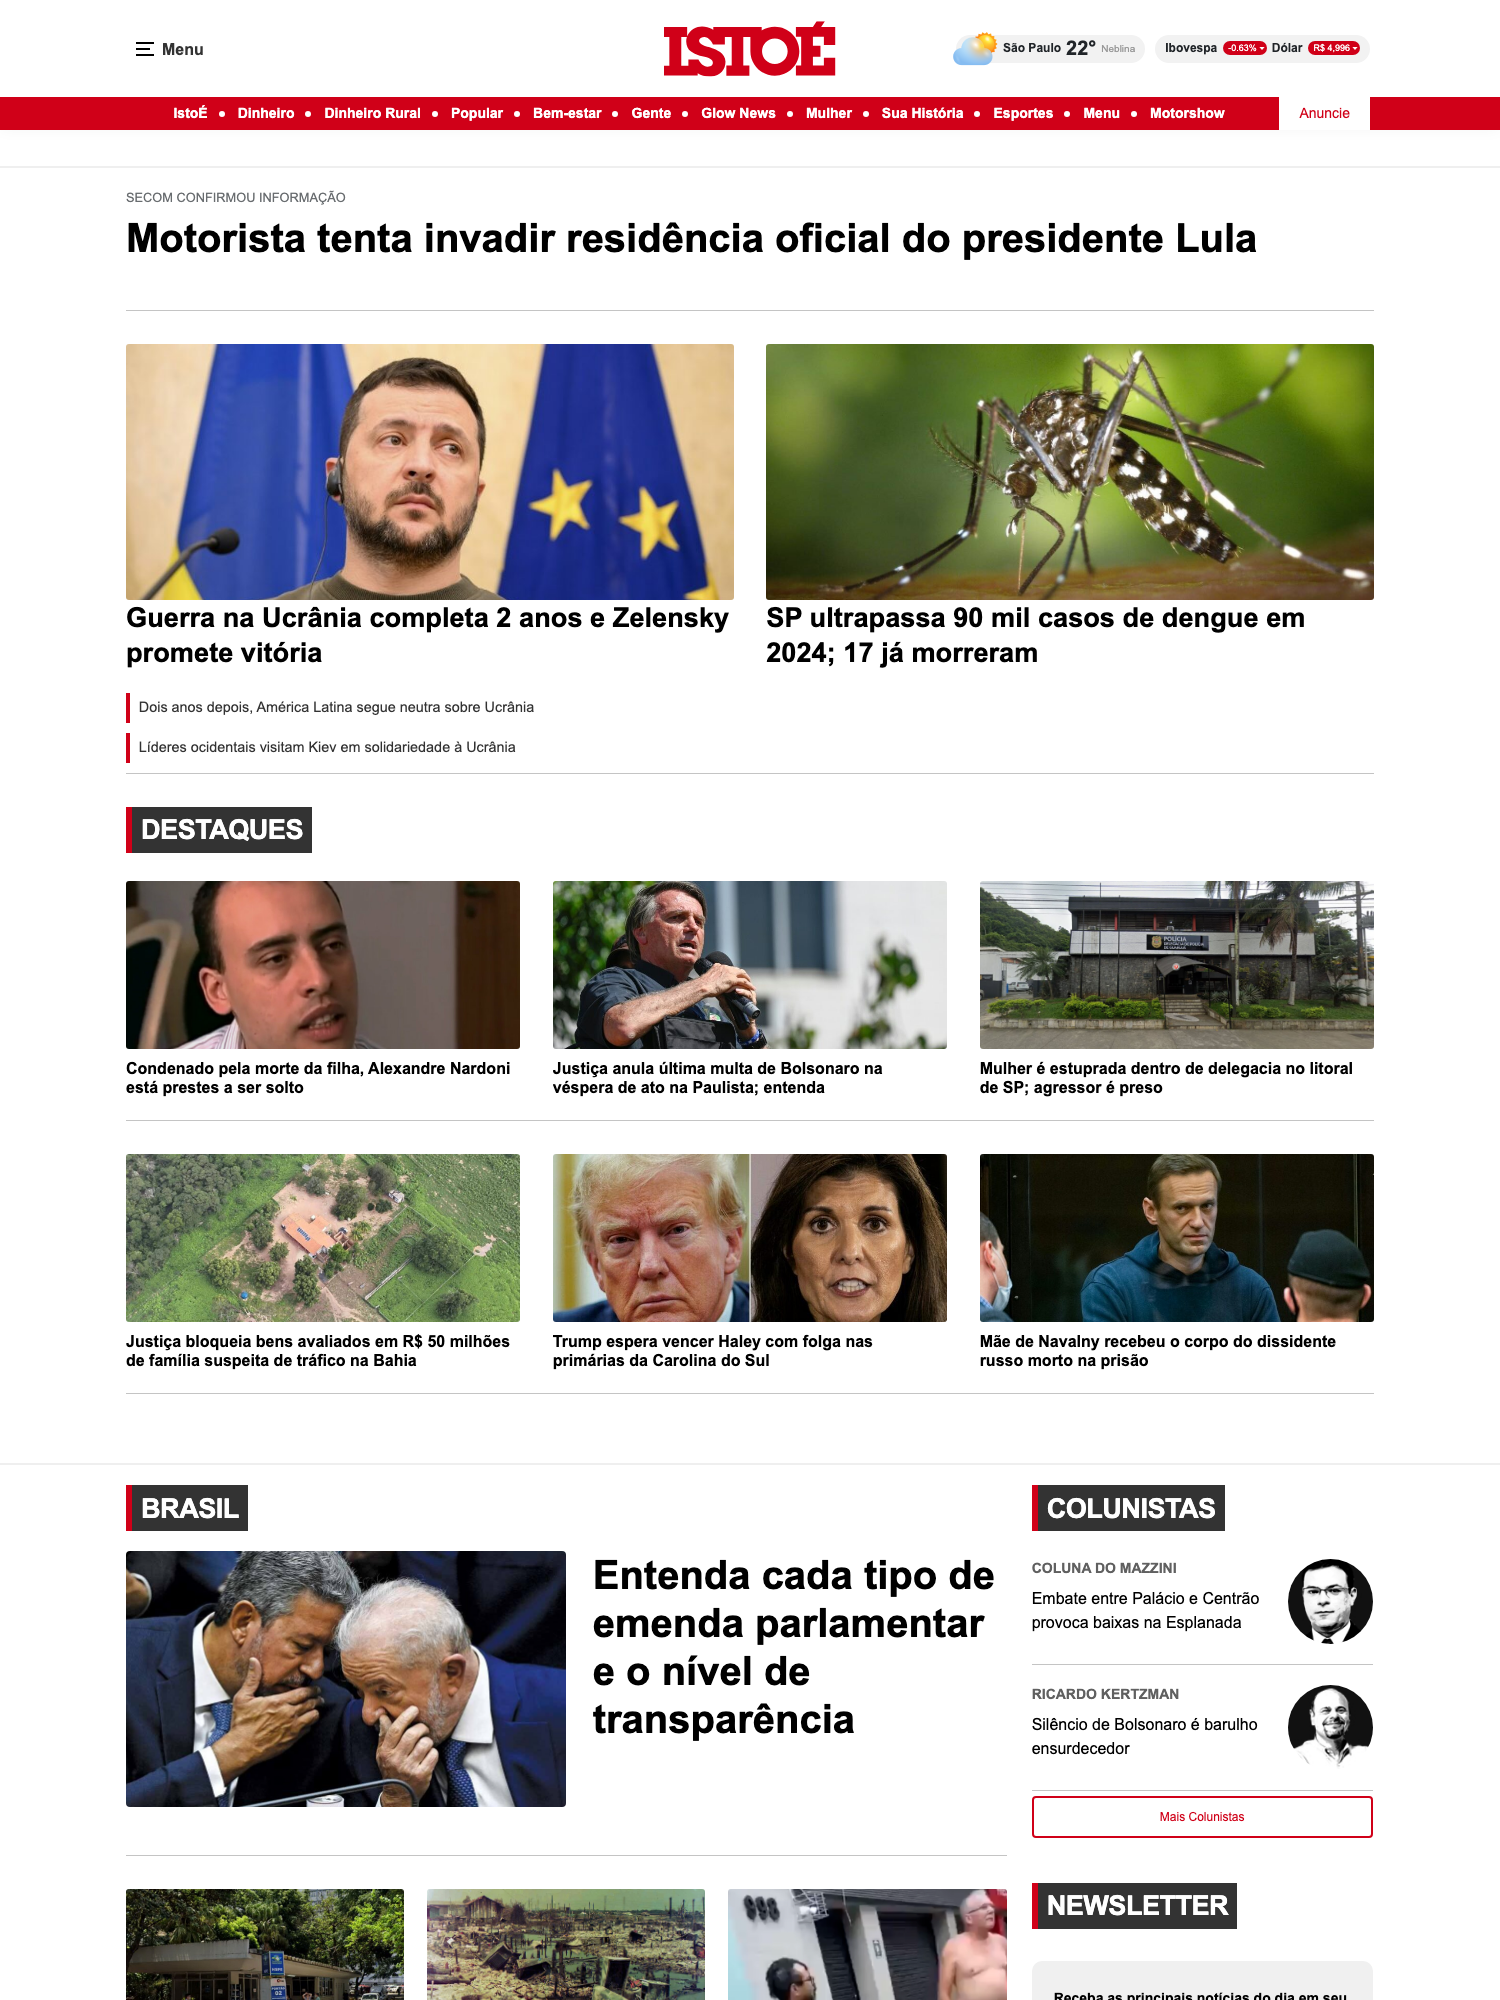 Menu
ISTOÉ
São Paulo 22° Neblina
Ibovespa -0.63% Dólar R$ 4,996
IstoÉ • Dinheiro • Dinheiro Rural • Popular • Bem-estar • Gente • Glow News • Mulher • Sua História • Esportes • Menu • Motorshow
Anuncie
SECOM CONFIRMOU INFORMAÇÃO
Motorista tenta invadir residência oficial do presidente Lula
Guerra na Ucrânia completa 2 anos e Zelensky
promete vitória
Dois anos depois, América Latina segue neutra sobre Ucrânia
Líderes ocidentais visitam Kiev em solidariedade à Ucrânia
SP ultrapassa 90 mil casos de dengue em
2024; 17 já morreram
DESTAQUES
Condenado pela morte da filha, Alexandre Nardoni
está prestes a ser solto
Justiça anula última multa de Bolsonaro na
véspera de ato na Paulista; entenda
POLÍCIA
Mulher é estuprada dentro de delegacia no litoral
de SP; agressor é preso
Justiça bloqueia bens avaliados em R$ 50 milhões
de família suspeita de tráfico na Bahia
Trump espera vencer Haley com folga nas
primárias da Carolina do Sul
Mãe de Navalny recebeu o corpo do dissidente
russo morto na prisão
BRASIL
Entenda cada tipo de
emenda parlamentar
e o nível de
transparência
COLUNISTAS
COLUNA DO MAZZINI
Embate entre Palácio e Centrão
provoca baixas na Esplanada
RICARDO KERTZMAN
Silêncio de Bolsonaro é barulho
ensurdecedor
Mais Colunistas
898
NEWSLETTER
Receba as principais notícias do dia em seu